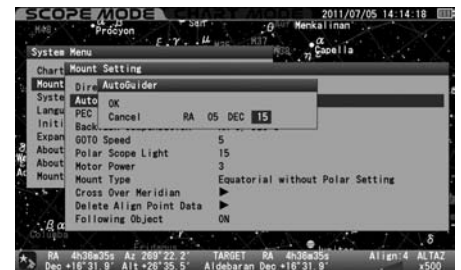 SCOPE MODE CHART MODE 2011/07/05 14:14:18
Procyon
Menkalinan
Capella
System Menu
Chart
Mount Setting
Mount
Dire
AutoGuider
Syste
Auto
OK
Langu
PEC
Cancel RA 05 DEC 15
Initi
Expan
GOTO Speed 5
About
Polar Scope Light 15
About
Motor Power 3
Mount
Mount Type Equatorial without Polar Setting
Cross Over Meridian ▶
Delete Align Point Data ▶
Following Object ON
RA 4h36m35s Az 269°22.2' TARGET RA 4h36m35s Align:4 ALTAZ
Dec +16°31.9' Alt +26°35.5' Aldebaran Dec +16°31.9' x500